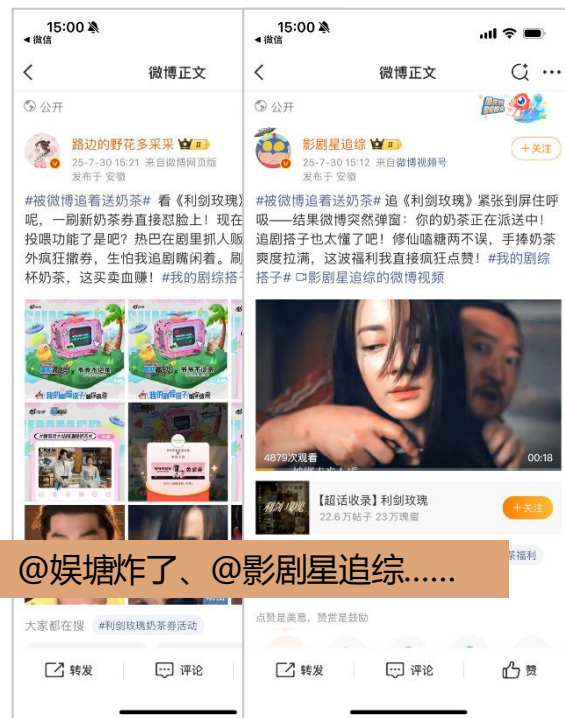 15:00
微信
微博正文
公开
路边的野花多采采
25-7-30 15:21 来自微博网页版
发布于 安徽
#被微博追着送奶茶# 看《利剑玫瑰》
呢，一刷新奶茶券直接怼脸上！现在
投喂功能了是吧？热巴在剧里抓人贩
外疯狂撒券，生怕我追剧嘴闲着。刷
杯奶茶，这买卖血赚！#我的剧综搭子
大家都在搜 #利剑玫瑰奶茶券活动
转发
评论
15:00
微信
微博正文
公开
影剧星追综
25-7-30 15:12 来自微博视频号
发布于 安徽
+关注
#被微博追着送奶茶# 追《利剑玫瑰》紧张到屏住呼
吸——结果微博突然弹窗：你的奶茶正在派送中！
追剧搭子也太懂了吧！修仙嗑糖两不误，手捧奶茶
爽度拉满，这波福利我直接疯狂点赞！#我的剧综
搭子# 影剧星追综的微博视频
4879次观看
00:18
【超话收录】利剑玫瑰
22.6万帖子 23万瑰蜜
+关注
茶福利
点赞是美意，赞赏是鼓励
转发
评论
赞
@娱塘炸了、@影剧星追综……